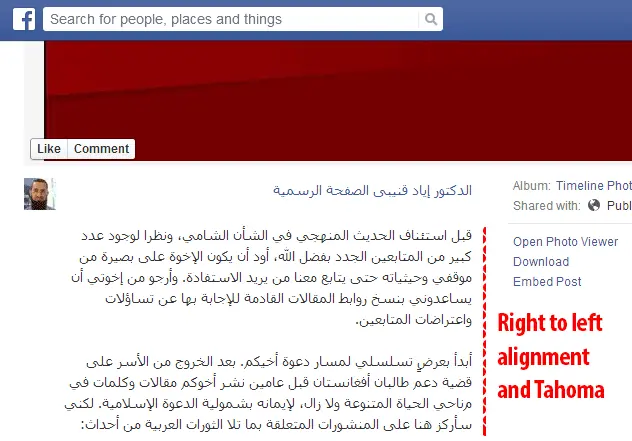 f
Search for people, places and things
Like Comment
الدكتور إياد قنيبى الصفحة الرسمية
قبل استئناف الحديث المنهجي في الشأن الشامي، ونظرا لوجود عدد
كبير من المتابعين الجدد بفضل الله، أود أن يكون الإخوة على بصيرة من
موقفي وحيثياته حتى يتابع معنا من يريد الاستفادة. وأرجو من إخوتي أن
يساعدوني بنسخ روابط المقالات القادمة للإجابة بها عن تساؤلات
واعتراضات المتابعين.
أبدأ بعرضٍ تسلسلي لمسار دعوة أخيكم. بعد الخروج من الأسر على
قضية دعمٍ طالبان أفغانستان قبل عامين نشر أخوكم مقالات وكلمات في
مناحي الحياة المتنوعة ولا زال، لإيمانه بشمولية الدعوة الإسلامية. لكني
سأركز هنا على المنشورات المتعلقة بما تلا الثورات العربية من أحداث:
Album: Timeline Phot
Shared with: Publ
Open Photo Viewer
Download
Embed Post
Right to left
alignment
and Tahoma